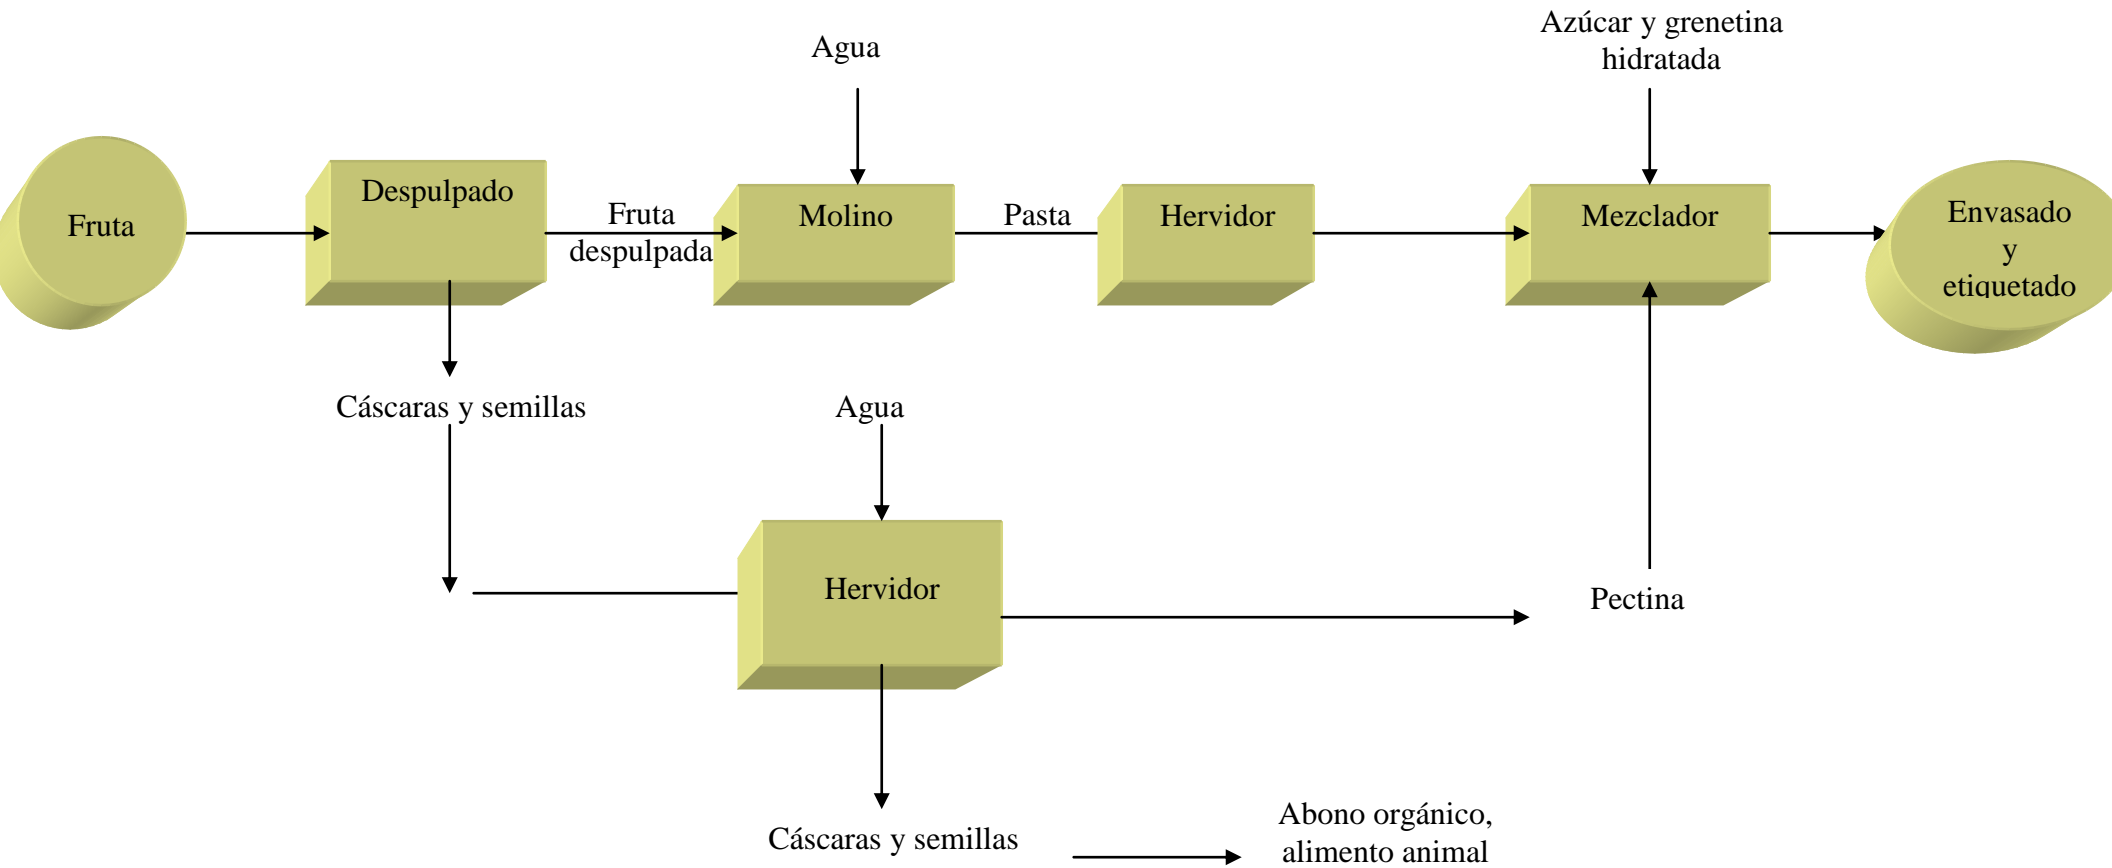 Azúcar y grenetina
hidratada
Agua
Fruta
Despulpado
Fruta
despulpada
Molino
Pasta
Hervidor
Mezclador
Envasado
y
etiquetado
Cáscaras y semillas
Agua
Hervidor
Pectina
Cáscaras y semillas
Abono orgánico,
alimento animal